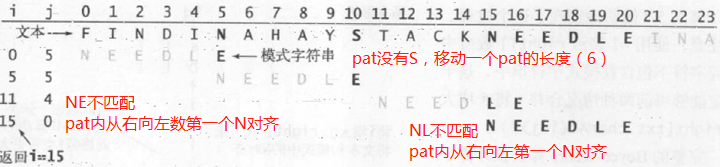 i j 0 1 2 3 4 5 6 7 8 9 10 11 12 13 14 15 16 17 18 19 20 21 22 23
文本→ F I N D I N A H A Y S T A C K N E E D L E I N A
0 5 N E E D L E ←模式字符串 pat没有S，移动一个pat的长度（6）
5 5 N E E D L E
11 4 NE不匹配 N E E D L E
15 0 pat内从右向左数第一个N对齐 N E E D L E
NL不匹配
返回i=15 pat内从右向左第一个N对齐